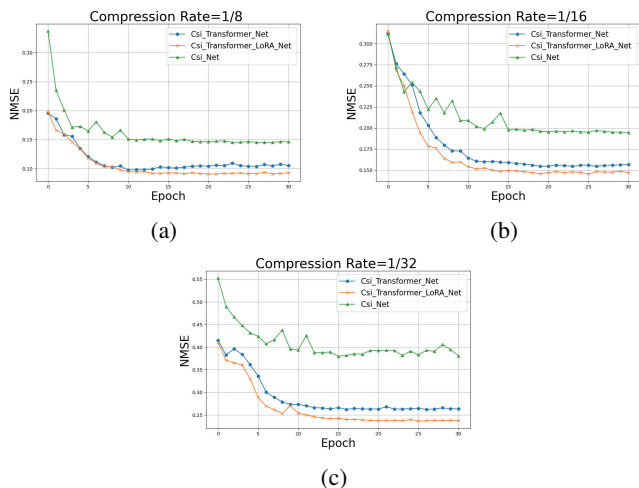 Compression Rate=1/8
Csi_Transformer_Net
Csi_Transformer_LoRA_Net
Csi_Net
NMSE
0.30
0.25
0.20
0.15
0.10
0 5 10 15 20 25 30
Epoch
(a)
Compression Rate=1/16
Csi_Transformer_Net
Csi_Transformer_LoRA_Net
Csi_Net
NMSE
0.300
0.275
0.250
0.225
0.200
0.175
0.150
0 5 10 15 20 25 30
Epoch
(b)
Compression Rate=1/32
Csi_Transformer_Net
Csi_Transformer_LoRA_Net
Csi_Net
NMSE
0.55
0.50
0.45
0.40
0.35
0.30
0.25
0 5 10 15 20 25 30
Epoch
(c)